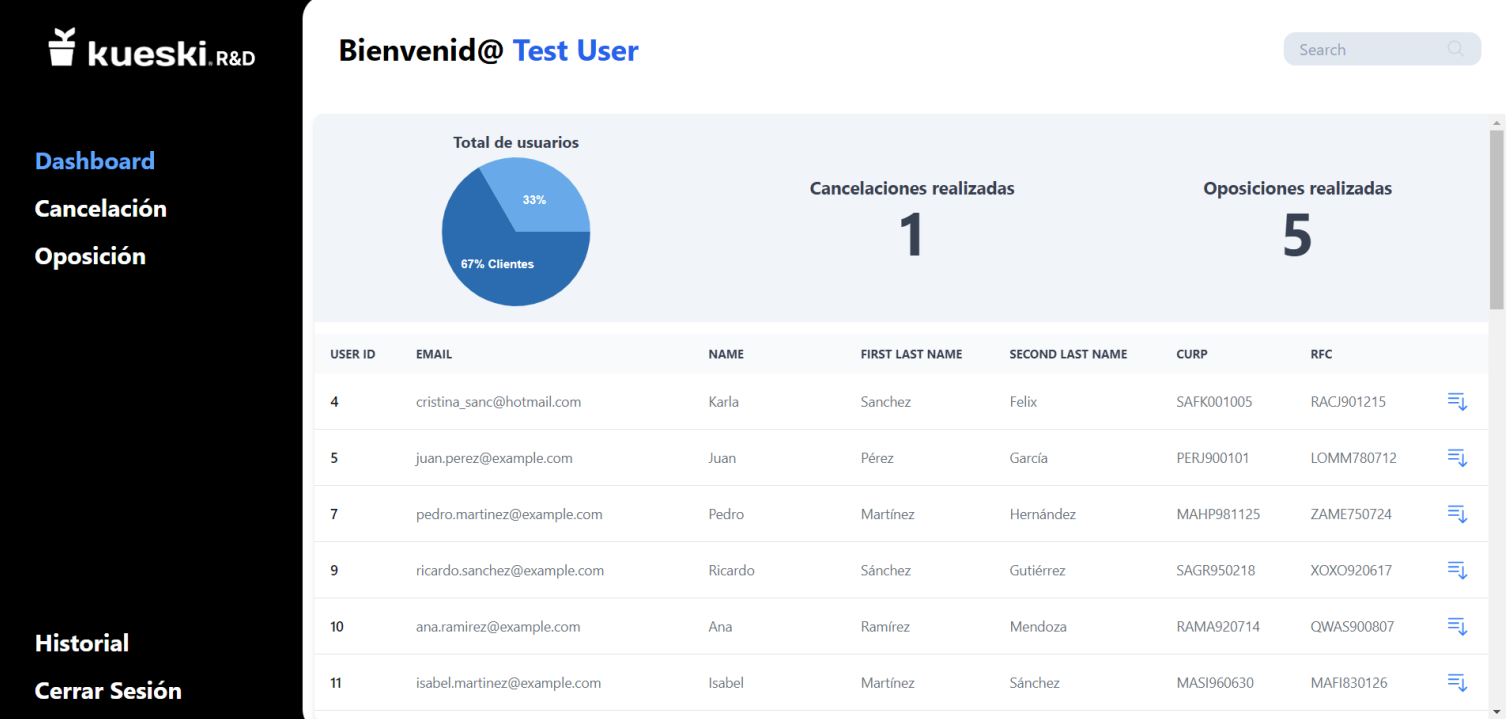 kueski. R&D
Dashboard
Cancelación
Oposición
Historial
Cerrar Sesión
Bienvenid@ Test User
Search
Total de usuarios
33%
67% Clientes
Cancelaciones realizadas
1
Oposiciones realizadas
5
USER ID EMAIL NAME FIRST LAST NAME SECOND LAST NAME CURP RFC
4 cristina_sanc@hotmail.com Karla Sanchez Felix SAFK001005 RACJ901215
5 juan.perez@example.com Juan Pérez García PERJ900101 LOMM780712
7 pedro.martinez@example.com Pedro Martínez Hernández MAHP981125 ZAME750724
9 ricardo.sanchez@example.com Ricardo Sánchez Gutiérrez SAGR950218 XOXO920617
10 ana.ramirez@example.com Ana Ramírez Mendoza RAMA920714 QWAS900807
11 isabel.martinez@example.com Isabel Martínez Sánchez MASI960630 MAFI830126